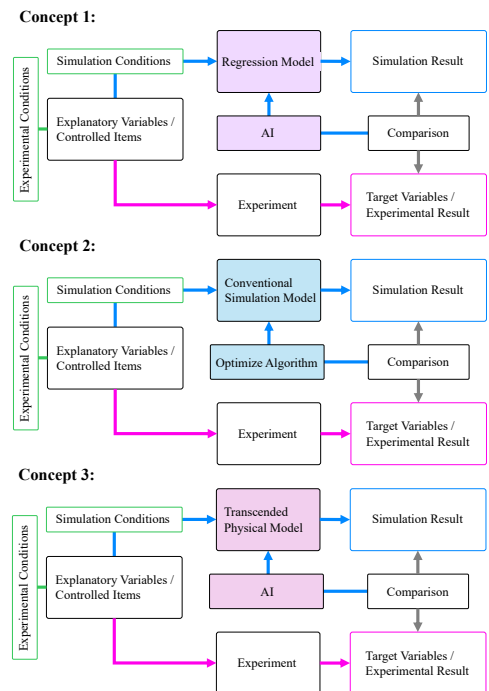 Concept 1:
Simulation Conditions
Regression Model
Simulation Result
Experimental Conditions
Explanatory Variables /
Controlled Items
AI
Comparison
Experiment
Target Variables /
Experimental Result
Concept 2:
Simulation Conditions
Conventional
Simulation Model
Simulation Result
Experimental Conditions
Explanatory Variables /
Controlled Items
Optimize Algorithm
Comparison
Experiment
Target Variables /
Experimental Result
Concept 3:
Simulation Conditions
Transcended
Physical Model
Simulation Result
Experimental Conditions
Explanatory Variables /
Controlled Items
AI
Comparison
Experiment
Target Variables /
Experimental Result